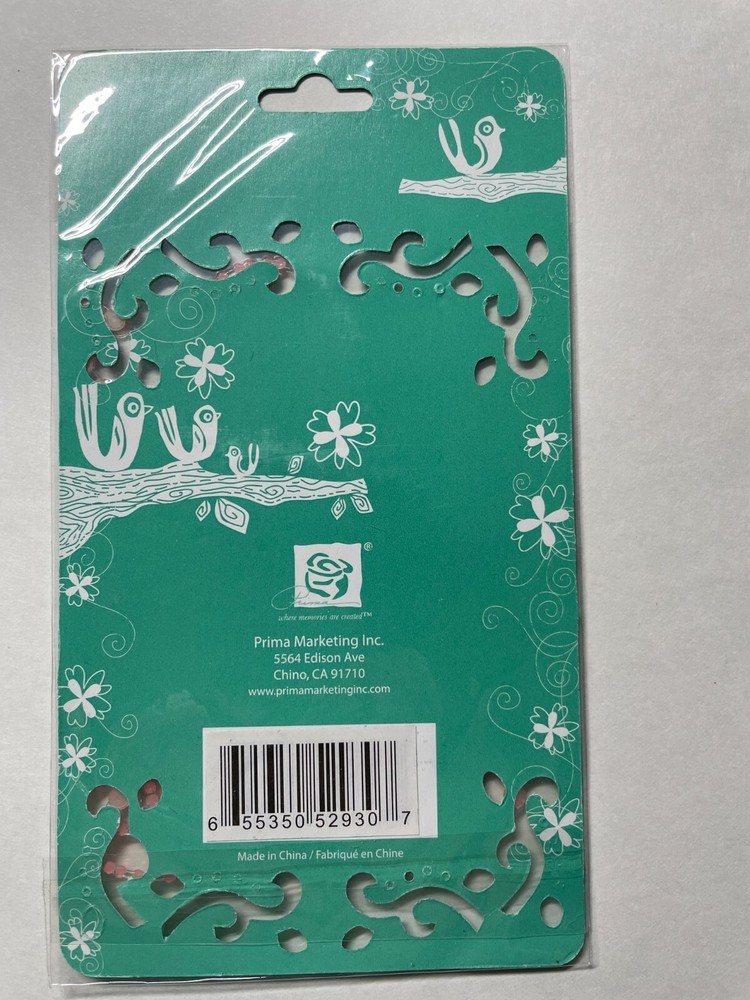 ®
Prima
where memories are created™
Prima Marketing Inc.
5564 Edison Ave
Chino, CA 91710
www.primamarketinginc.com
6 55350 52930 7
Made in China / Fabriqué en Chine